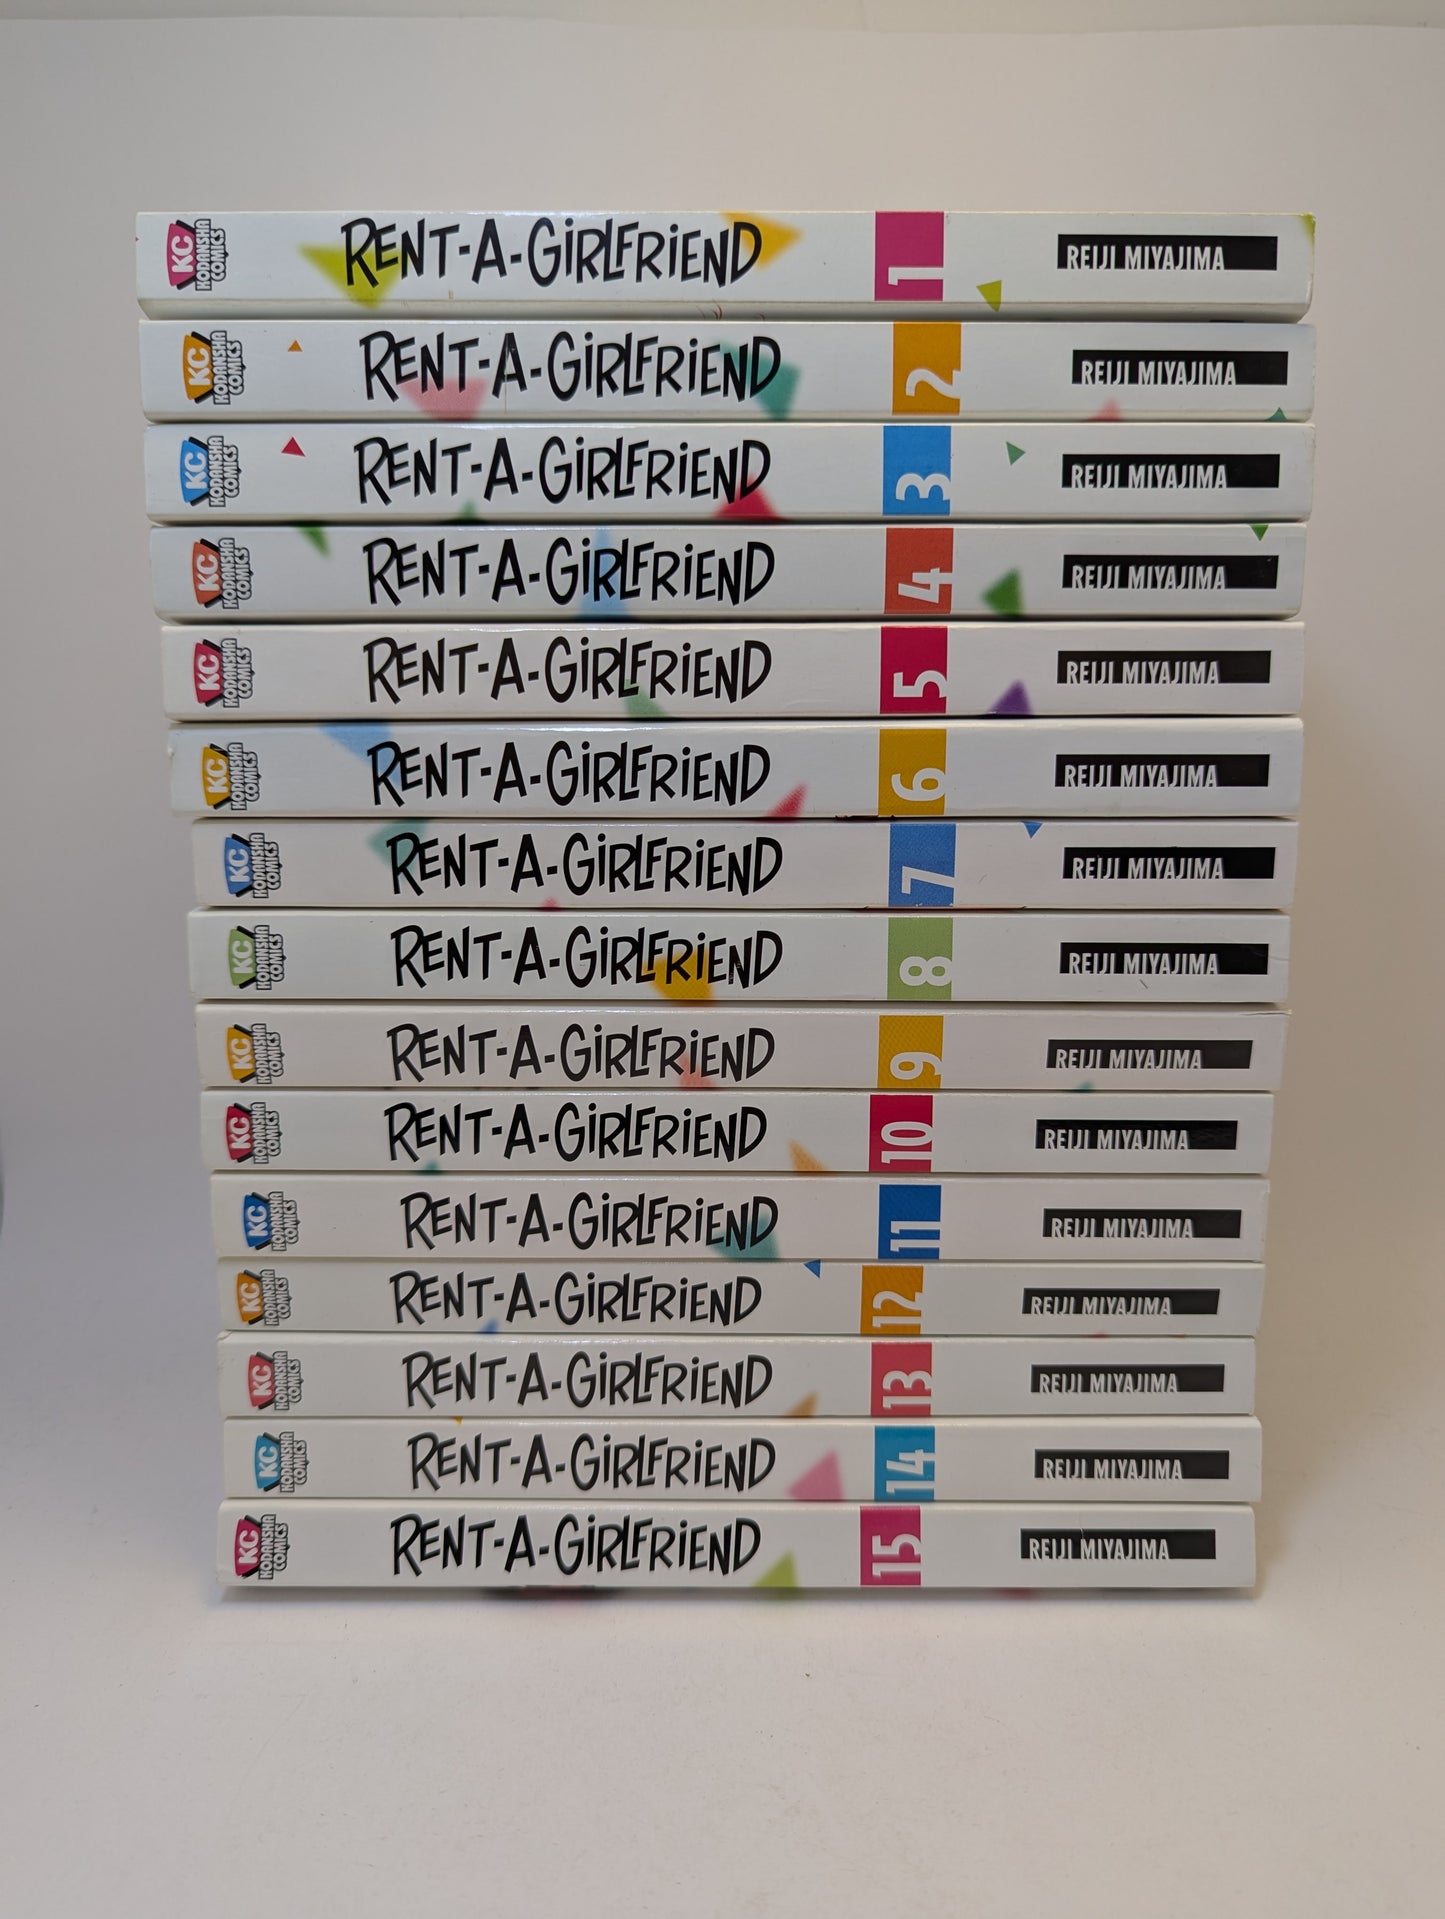 KC KODANSHA COMICS RENT-A-GIRLFRIEND 1 REIJI MIYAJIMA
KC KODANSHA COMICS RENT-A-GIRLFRIEND 2 REIJI MIYAJIMA
KC KODANSHA COMICS RENT-A-GIRLFRIEND 3 REIJI MIYAJIMA
KC KODANSHA COMICS RENT-A-GIRLFRIEND 4 REIJI MIYAJIMA
KC KODANSHA COMICS RENT-A-GIRLFRIEND 5 REIJI MIYAJIMA
KC KODANSHA COMICS RENT-A-GIRLFRIEND 6 REIJI MIYAJIMA
KC KODANSHA COMICS RENT-A-GIRLFRIEND 7 REIJI MIYAJIMA
KC KODANSHA COMICS RENT-A-GIRLFRIEND 8 REIJI MIYAJIMA
KC KODANSHA COMICS RENT-A-GIRLFRIEND 9 REIJI MIYAJIMA
KC KODANSHA COMICS RENT-A-GIRLFRIEND 10 REIJI MIYAJIMA
KC KODANSHA COMICS RENT-A-GIRLFRIEND 11 REIJI MIYAJIMA
KC KODANSHA COMICS RENT-A-GIRLFRIEND 12 REIJI MIYAJIMA
KC KODANSHA COMICS RENT-A-GIRLFRIEND 13 REIJI MIYAJIMA
KC KODANSHA COMICS RENT-A-GIRLFRIEND 14 REIJI MIYAJIMA
KC KODANSHA COMICS RENT-A-GIRLFRIEND 15 REIJI MIYAJIMA